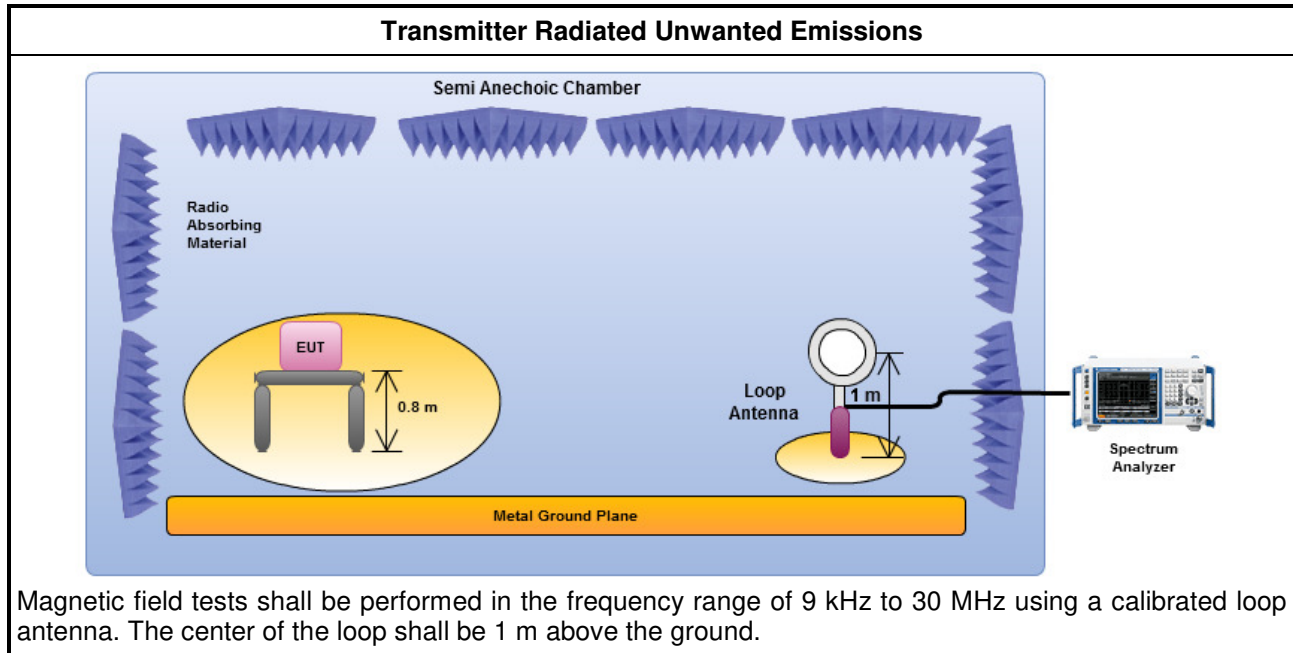 Transmitter Radiated Unwanted Emissions
Semi Anechoic Chamber
Radio
Absorbing
Material
EUT
0.8 m
Loop
Antenna
1 m
Spectrum
Analyzer
Metal Ground Plane
Magnetic field tests shall be performed in the frequency range of 9 kHz to 30 MHz using a calibrated loop
antenna. The center of the loop shall be 1 m above the ground.